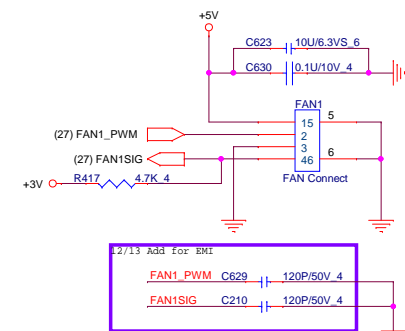 +5V
C623 10U/6.3VS_6
C630 0.1U/10V_4
FAN1
15 5
(27) FAN1_PWM 2
3
(27) FAN1SIG 46 6
FAN Connect
+3V R417 4.7K_4
12/13 Add for EMI
FAN1_PWM C629 120P/50V_4
FAN1SIG C210 120P/50V_4